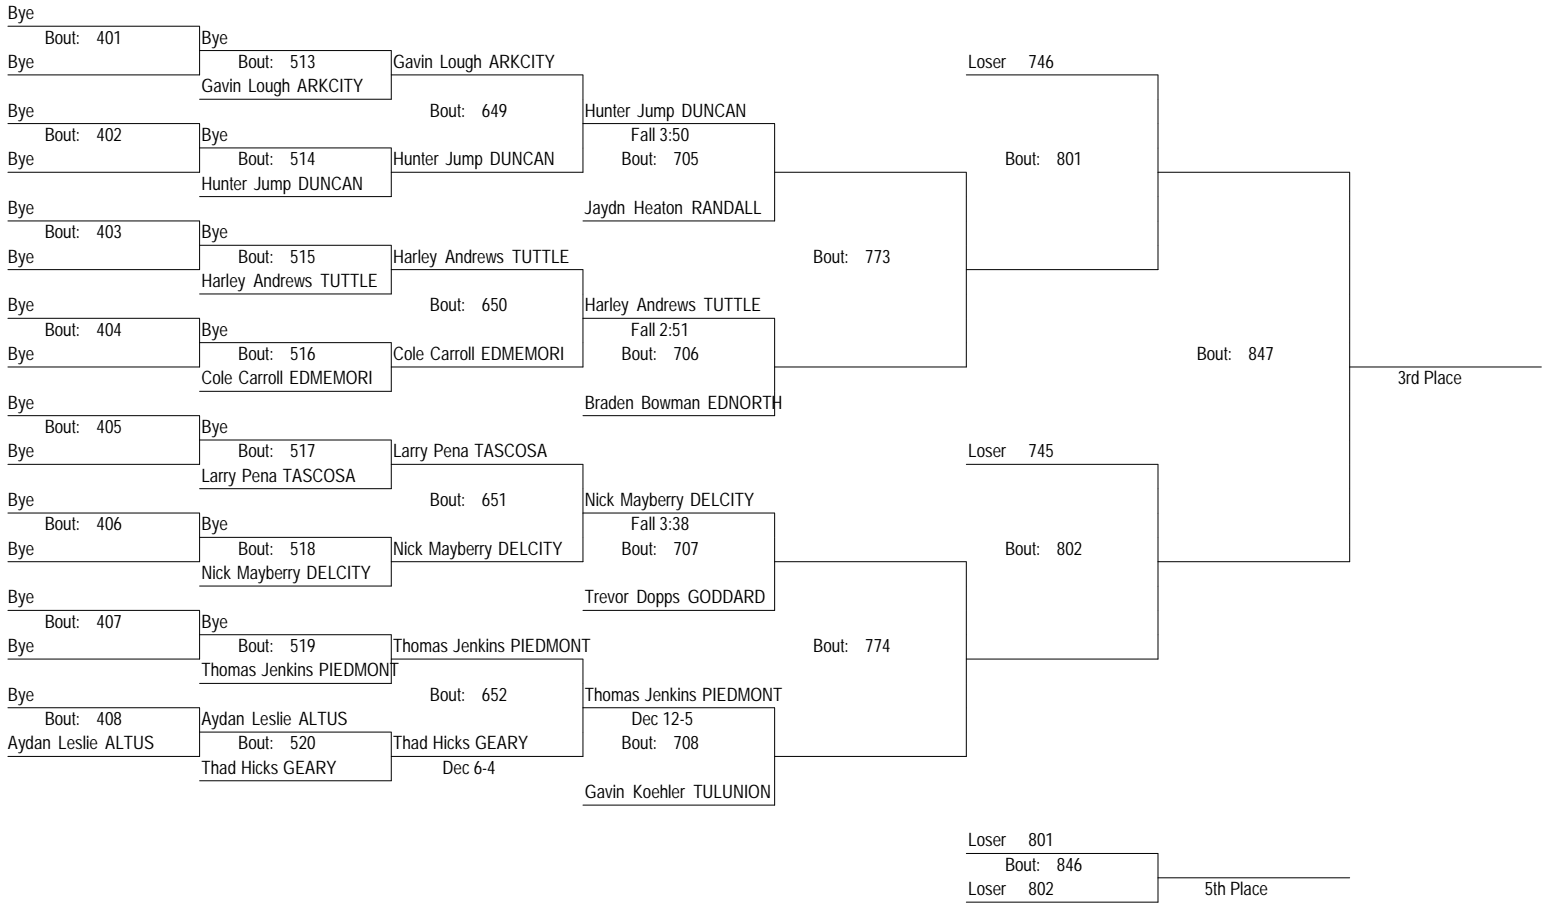 Bye
Bout: 401 Bye
Bye Bout: 513 Gavin Lough ARKCITY Loser 746
Gavin Lough ARKCITY
Bye Bout: 649 Hunter Jump DUNCAN
Bout: 402 Bye Fall 3:50
Bye Bout: 514 Hunter Jump DUNCAN Bout: 705 Bout: 801
Hunter Jump DUNCAN
Bye Jaydn Heaton RANDALL
Bout: 403 Bye
Bye Bout: 515 Harley Andrews TUTTLE Bout: 773
Harley Andrews TUTTLE
Bye Bout: 650 Harley Andrews TUTTLE
Bout: 404 Bye Fall 2:51
Bye Bout: 516 Cole Carroll EDMEMORI Bout: 706 Bout: 847
Cole Carroll EDMEMORI 3rd Place
Bye Braden Bowman EDNORTH
Bout: 405 Bye
Bye Bout: 517 Larry Pena TASCOSA Loser 745
Larry Pena TASCOSA
Bye Bout: 651 Nick Mayberry DELCITY
Bout: 406 Bye Fall 3:38
Bye Bout: 518 Nick Mayberry DELCITY Bout: 707 Bout: 802
Nick Mayberry DELCITY
Bye Trevor Dopps GODDARD
Bout: 407 Bye
Bye Bout: 519 Thomas Jenkins PIEDMONT Bout: 774
Thomas Jenkins PIEDMONT
Bye Bout: 652 Thomas Jenkins PIEDMONT
Bout: 408 Aydan Leslie ALTUS Dec 12-5
Aydan Leslie ALTUS Bout: 520 Thad Hicks GEARY Bout: 708
Thad Hicks GEARY Dec 6-4
Gavin Koehler TULUNION
Loser 801
Bout: 846
Loser 802 5th Place